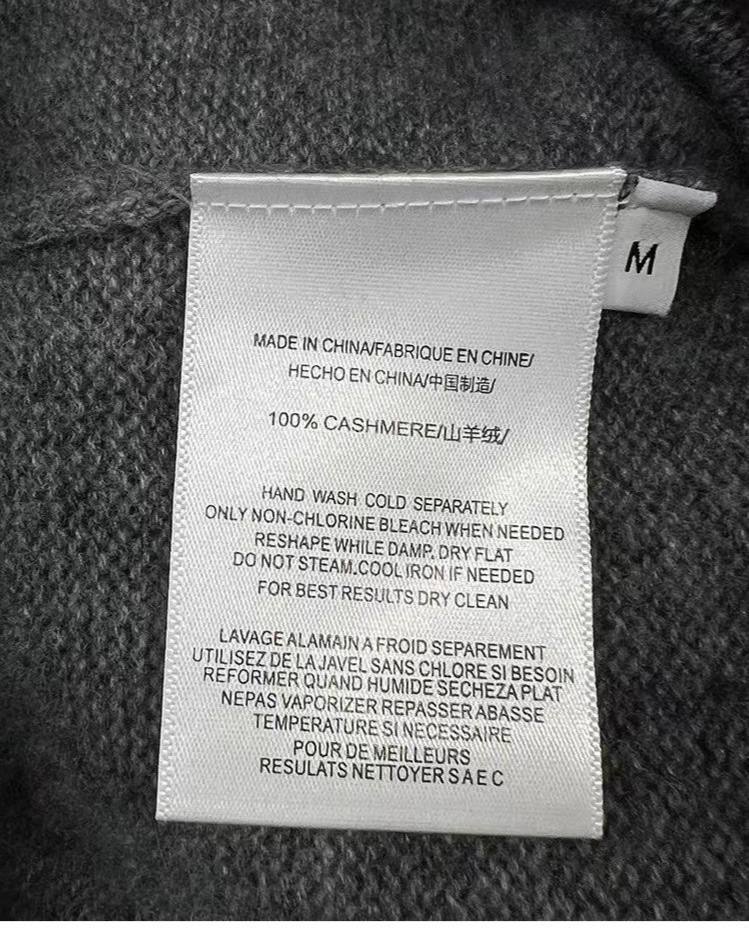 M
MADE IN CHINA/FABRIQUE EN CHINE/
HECHO EN CHINA/中国制造/
100% CASHMERE/山羊绒/
HAND WASH COLD SEPARATELY
ONLY NON-CHLORINE BLEACH WHEN NEEDED
RESHAPE WHILE DAMP. DRY FLAT
DO NOT STEAM.COOL IRON IF NEEDED
FOR BEST RESULTS DRY CLEAN
LAVAGE ALAMAIN A FROID SEPAREMENT
UTILISEZ DE LA JAVEL SANS CHLORE SI BESOIN
REFORMER QUAND HUMIDE SECHEZ A PLAT
NEPAS VAPORIZER REPASSER ABASSE
TEMPERATURE SI NECESSAIRE
POUR DE MEILLEURS
RESULATS NETTOYER S A E C